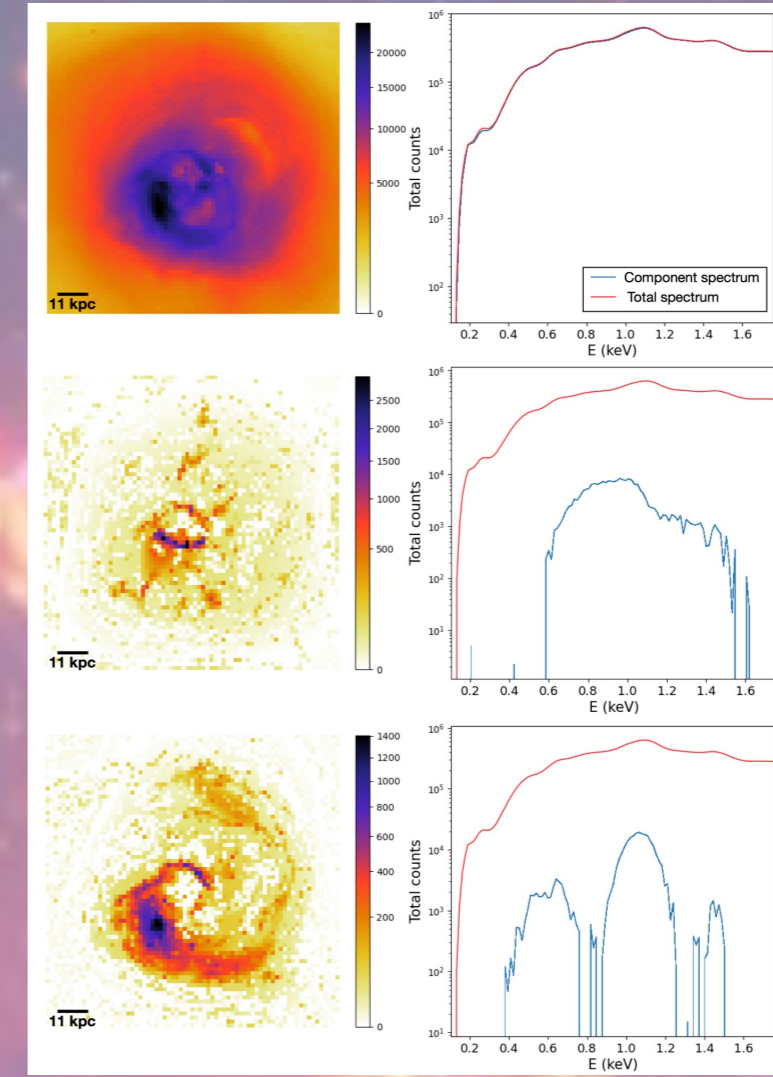 10⁶
10⁵
10⁴
10³
10²
Total counts
20000
15000
10000
5000
0
11 kpc
Component spectrum
Total spectrum
0.2 0.4 0.6 0.8 1.0 1.2 1.4 1.6
E (keV)
10⁶
10⁵
10⁴
10³
10²
10¹
Total counts
2500
2000
1500
1000
500
0
11 kpc
0.2 0.4 0.6 0.8 1.0 1.2 1.4 1.6
E (keV)
10⁶
10⁵
10⁴
10³
10²
10¹
Total counts
1400
1200
1000
800
600
400
200
0
11 kpc
0.2 0.4 0.6 0.8 1.0 1.2 1.4 1.6
E (keV)